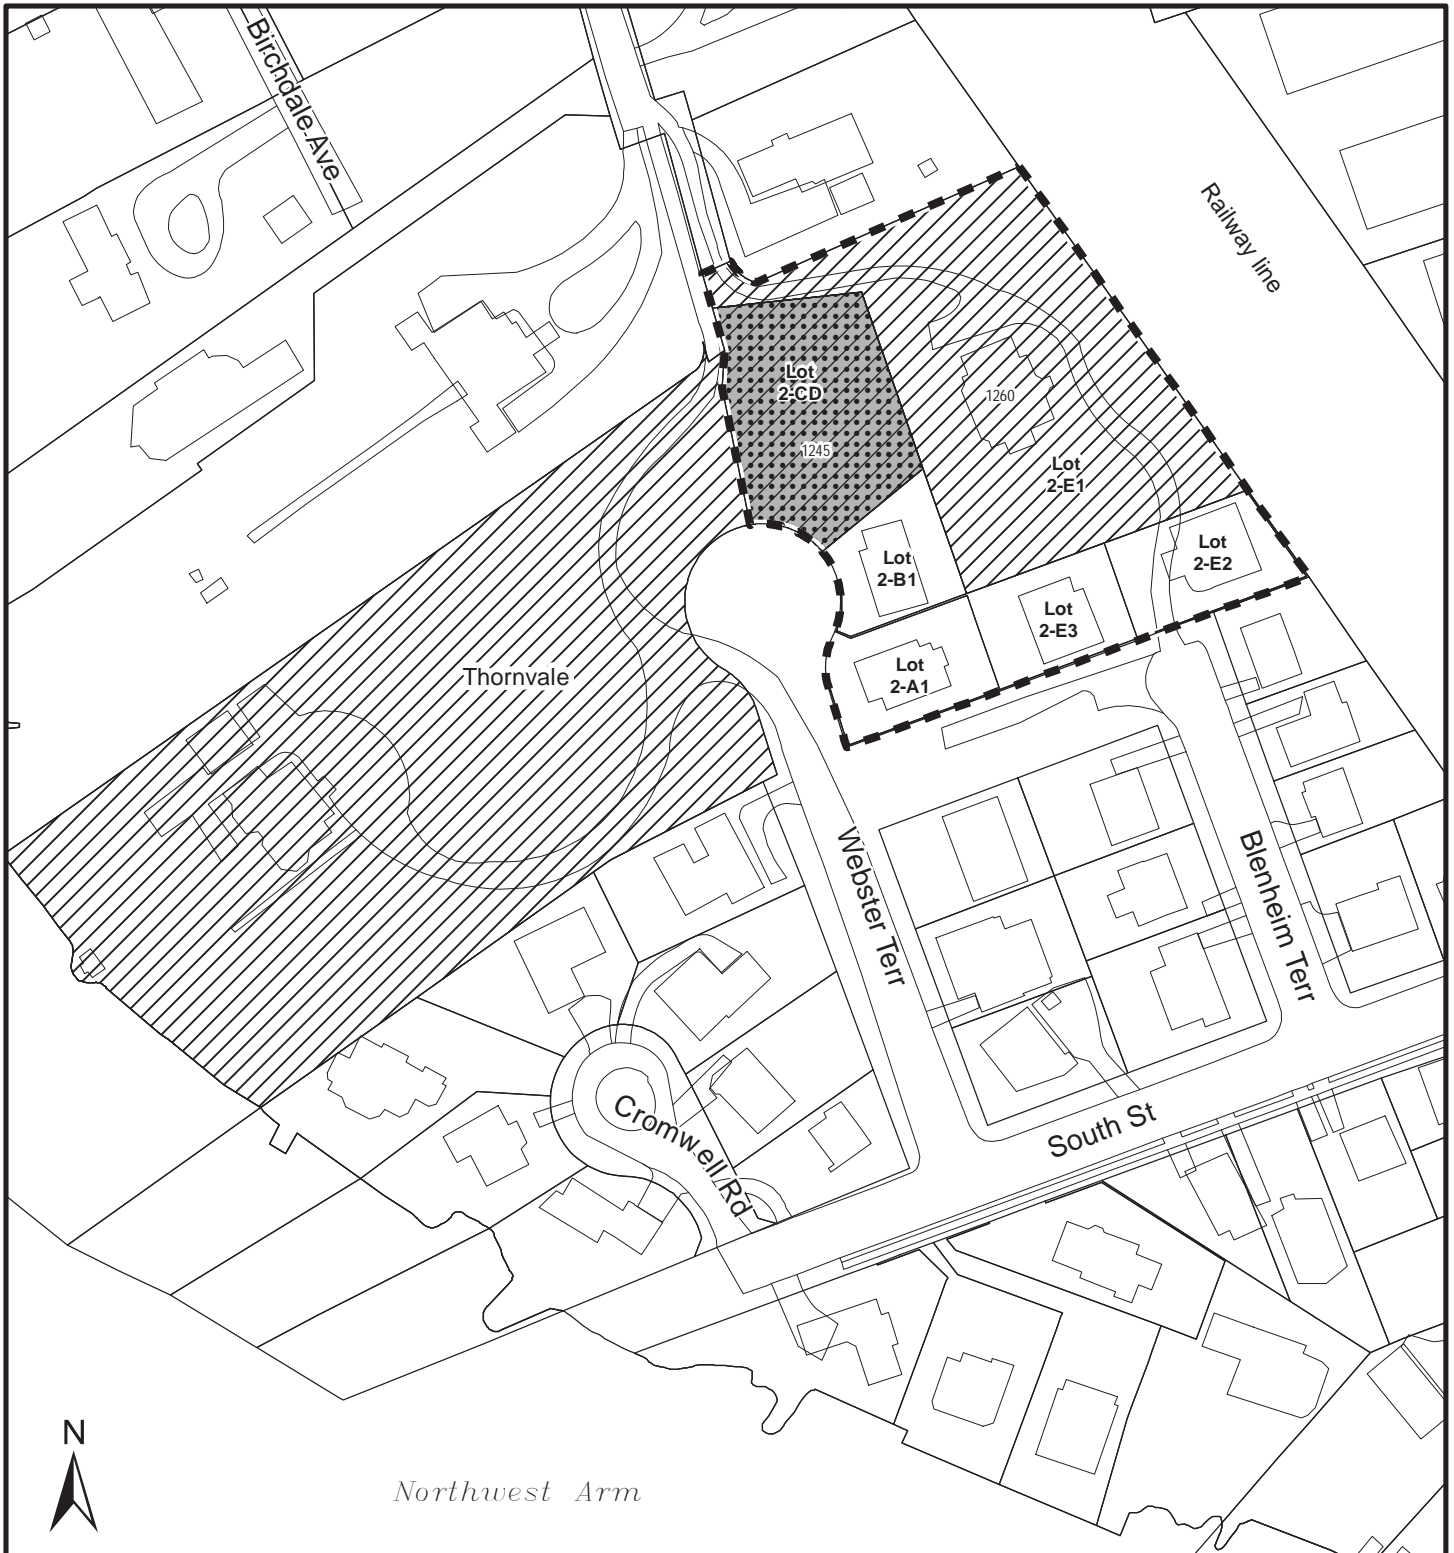 Birchdale Ave
Railway line
Lot
2-CD
1245
1260
Lot
2-E1
Lot
2-B1
Lot
2-E2
Lot
2-E3
Lot
2-A1
Thornvale
Webster Terr
Blenheim Terr
Cromwell Rd
South St
N
Northwest Arm